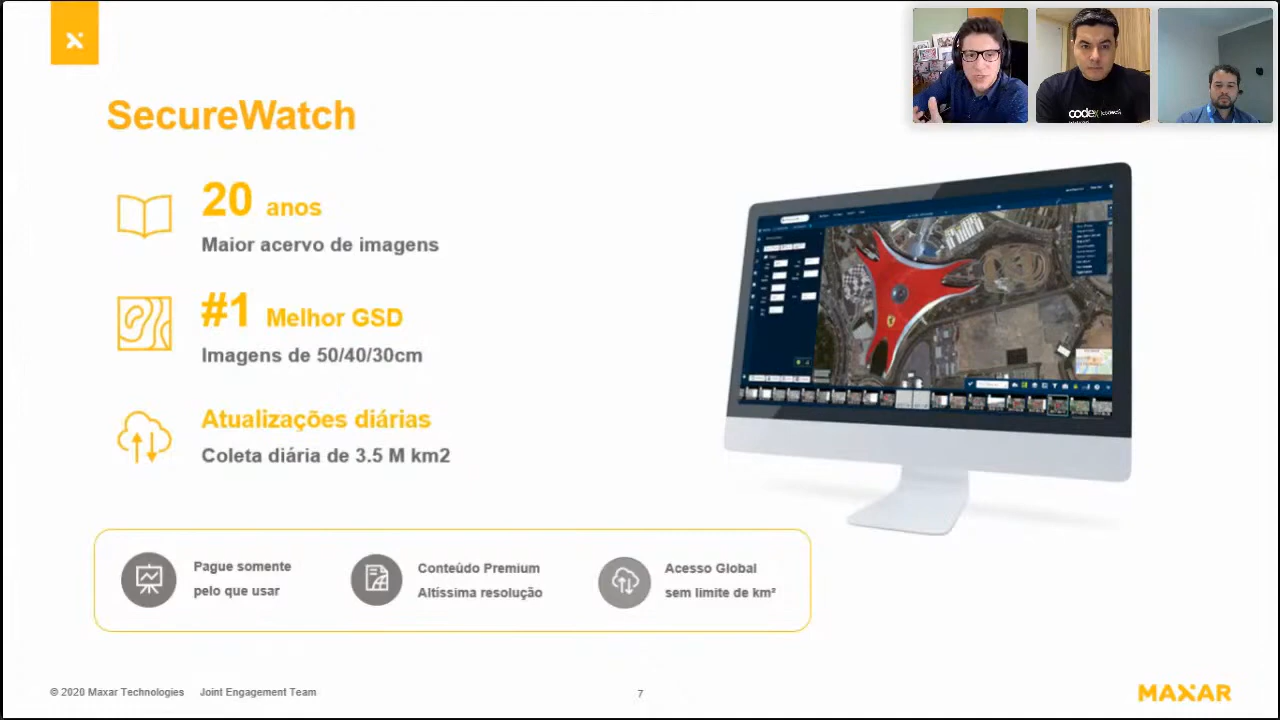 SecureWatch
20 anos
Maior acervo de imagens
#1 Melhor GSD
Imagens de 50/40/30cm
Atualizações diárias
Coleta diária de 3.5 M km2
Pague somente
pelo que usar
Conteúdo Premium
Altíssima resolução
Acesso Global
sem limite de km²
© 2020 Maxar Technologies Joint Engagement Team
7
MAXAR
codex